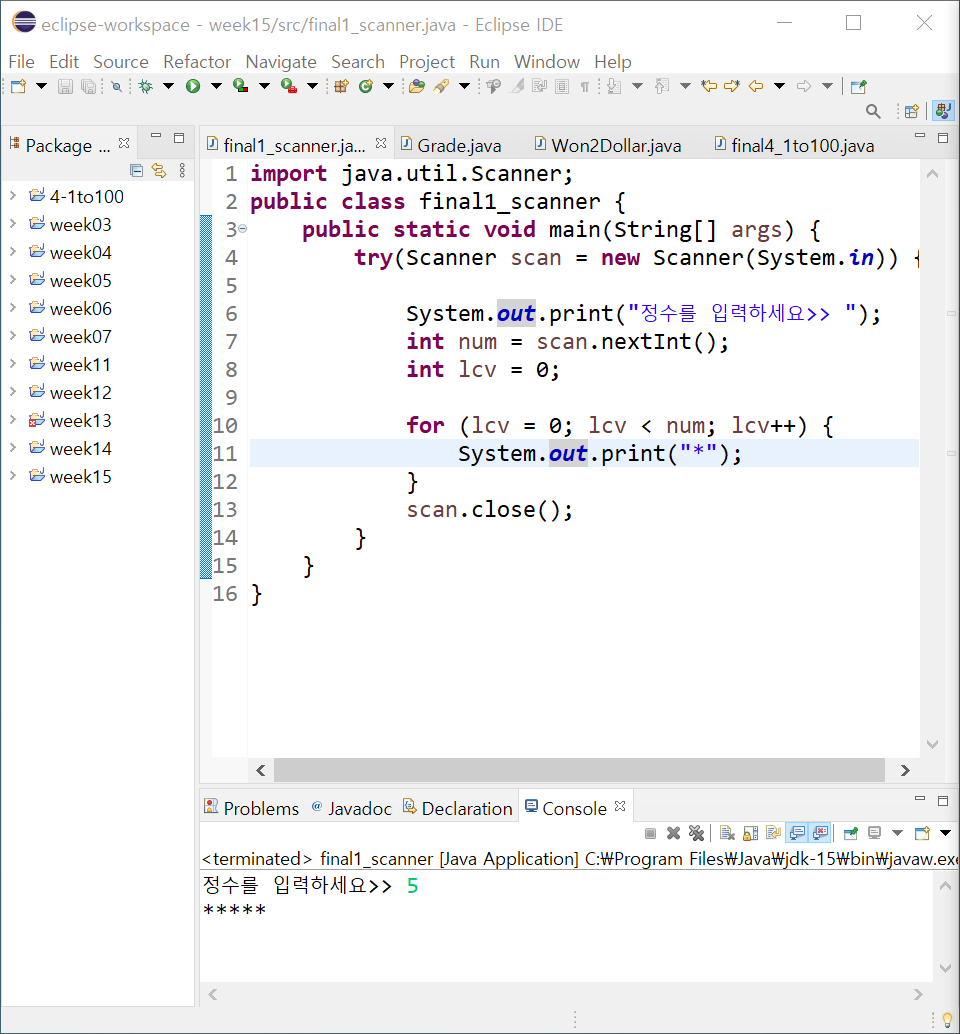 eclipse-workspace - week15/src/final1_scanner.java - Eclipse IDE
File Edit Source Refactor Navigate Search Project Run Window Help
Package ...
4-1to100
week03
week04
week05
week06
week07
week11
week12
week13
week14
week15
final1_scanner.ja... Grade.java Won2Dollar.java final4_1to100.java
1 import java.util.Scanner;
2 public class final1_scanner {
3 public static void main(String[] args) {
4 try(Scanner scan = new Scanner(System.in)) {
5
6 System.out.print("정수를 입력하세요>> ");
7 int num = scan.nextInt();
8 int lcv = 0;
9
10 for (lcv = 0; lcv < num; lcv++) {
11 System.out.print("*");
12 }
13 scan.close();
14 }
15 }
16 }
Problems @ Javadoc Declaration Console
<terminated> final1_scanner [Java Application] C:₩Program Files₩Java₩jdk-15₩bin₩javaw.exe
정수를 입력하세요>> 5
*****